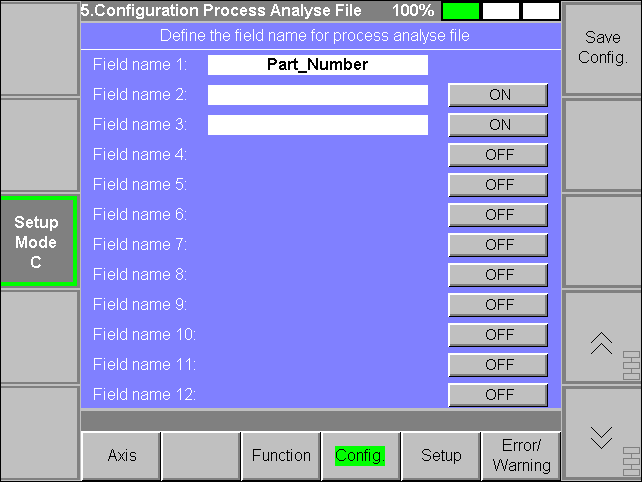 5.Configuration Process Analyse File 100%
Define the field name for process analyse file
Save
Config.
Field name 1: Part_Number
Field name 2: ON
Field name 3: ON
Field name 4: OFF
Field name 5: OFF
Field name 6: OFF
Setup
Mode
C
Field name 7: OFF
Field name 8: OFF
Field name 9: OFF
Field name 10: OFF
Field name 11: OFF
Field name 12: OFF
Axis Function Config. Setup Error/
Warning